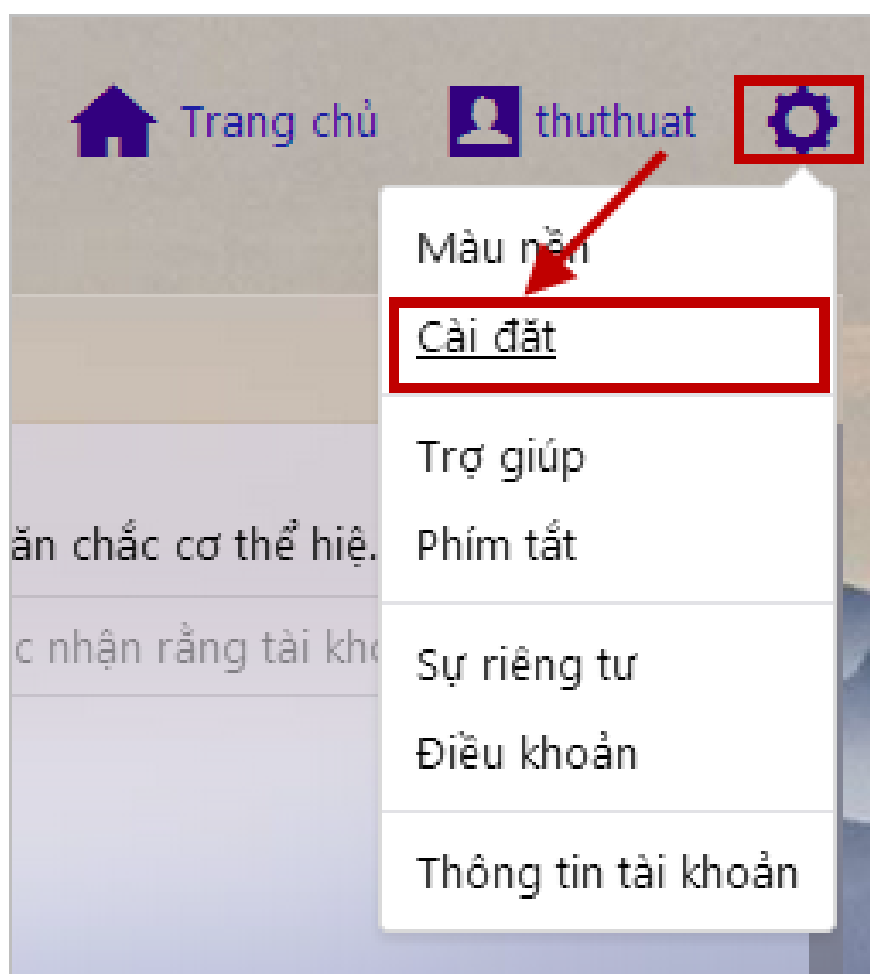 Trang chủ thuthuat
Màu nền
Cài đặt
Trợ giúp
ăn chắc cơ thể hiệ.
Phím tắt
c nhận rằng tài kho
Sự riêng tư
Điều khoản
Thông tin tài khoản